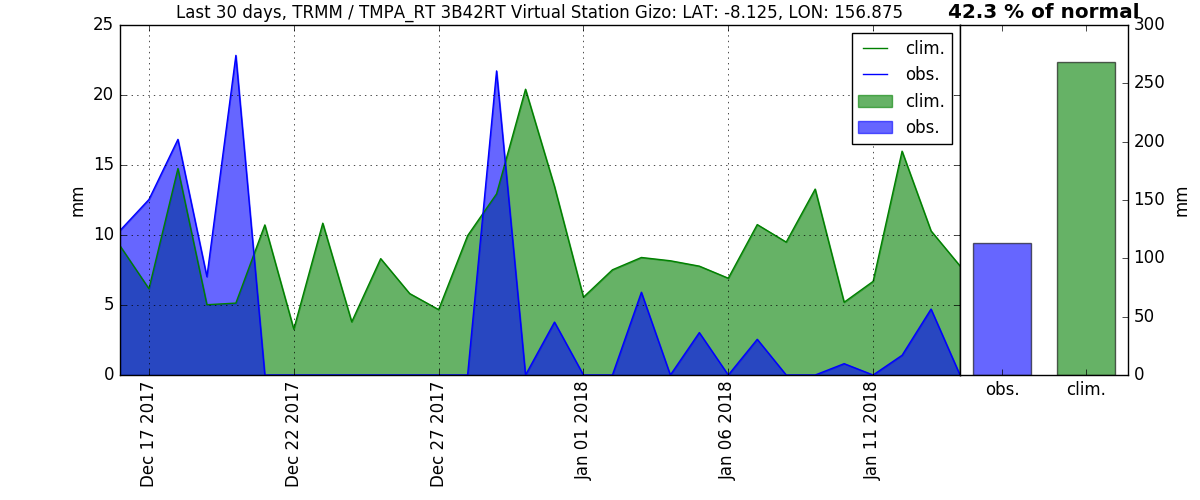 Last 30 days, TRMM / TMPA_RT 3B42RT Virtual Station Gizo: LAT: -8.125, LON: 156.875
42.3 % of normal
25
20
15
10
5
0
mm
clim.
obs.
clim.
obs.
300
250
200
150
100
50
0
mm
Dec 17 2017
Dec 22 2017
Dec 27 2017
Jan 01 2018
Jan 06 2018
Jan 11 2018
obs.
clim.